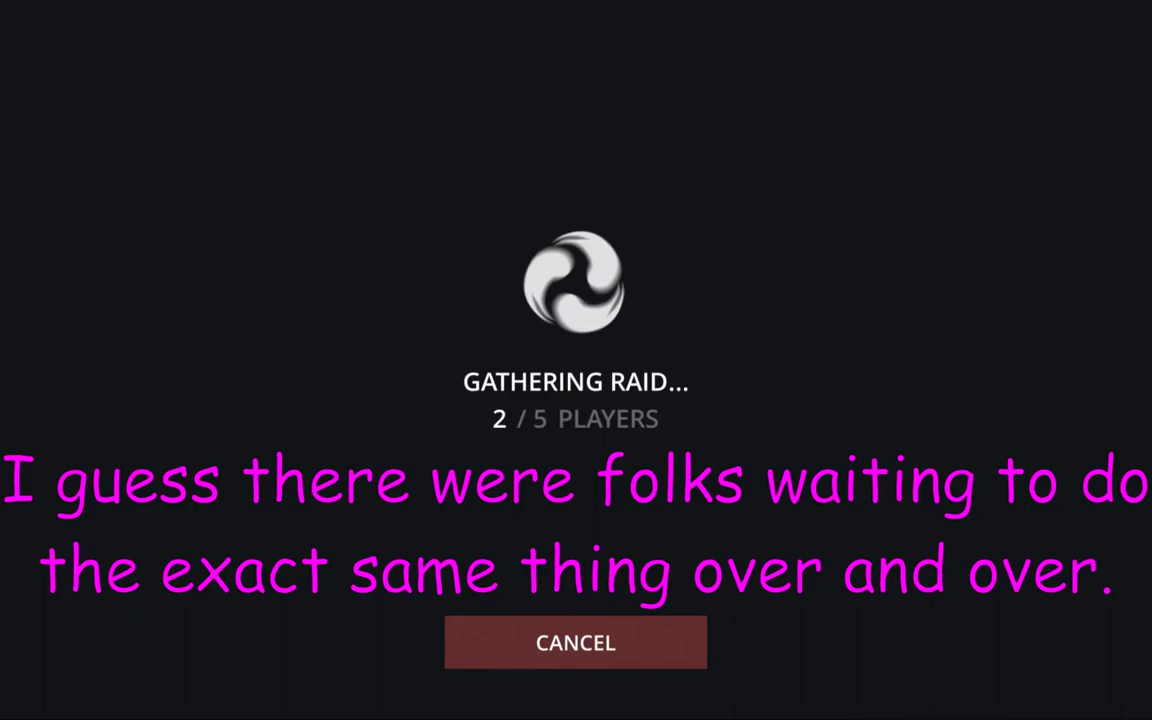 GATHERING RAID...
2 / 5 PLAYERS
I guess there were folks waiting to do
the exact same thing over and over.
CANCEL